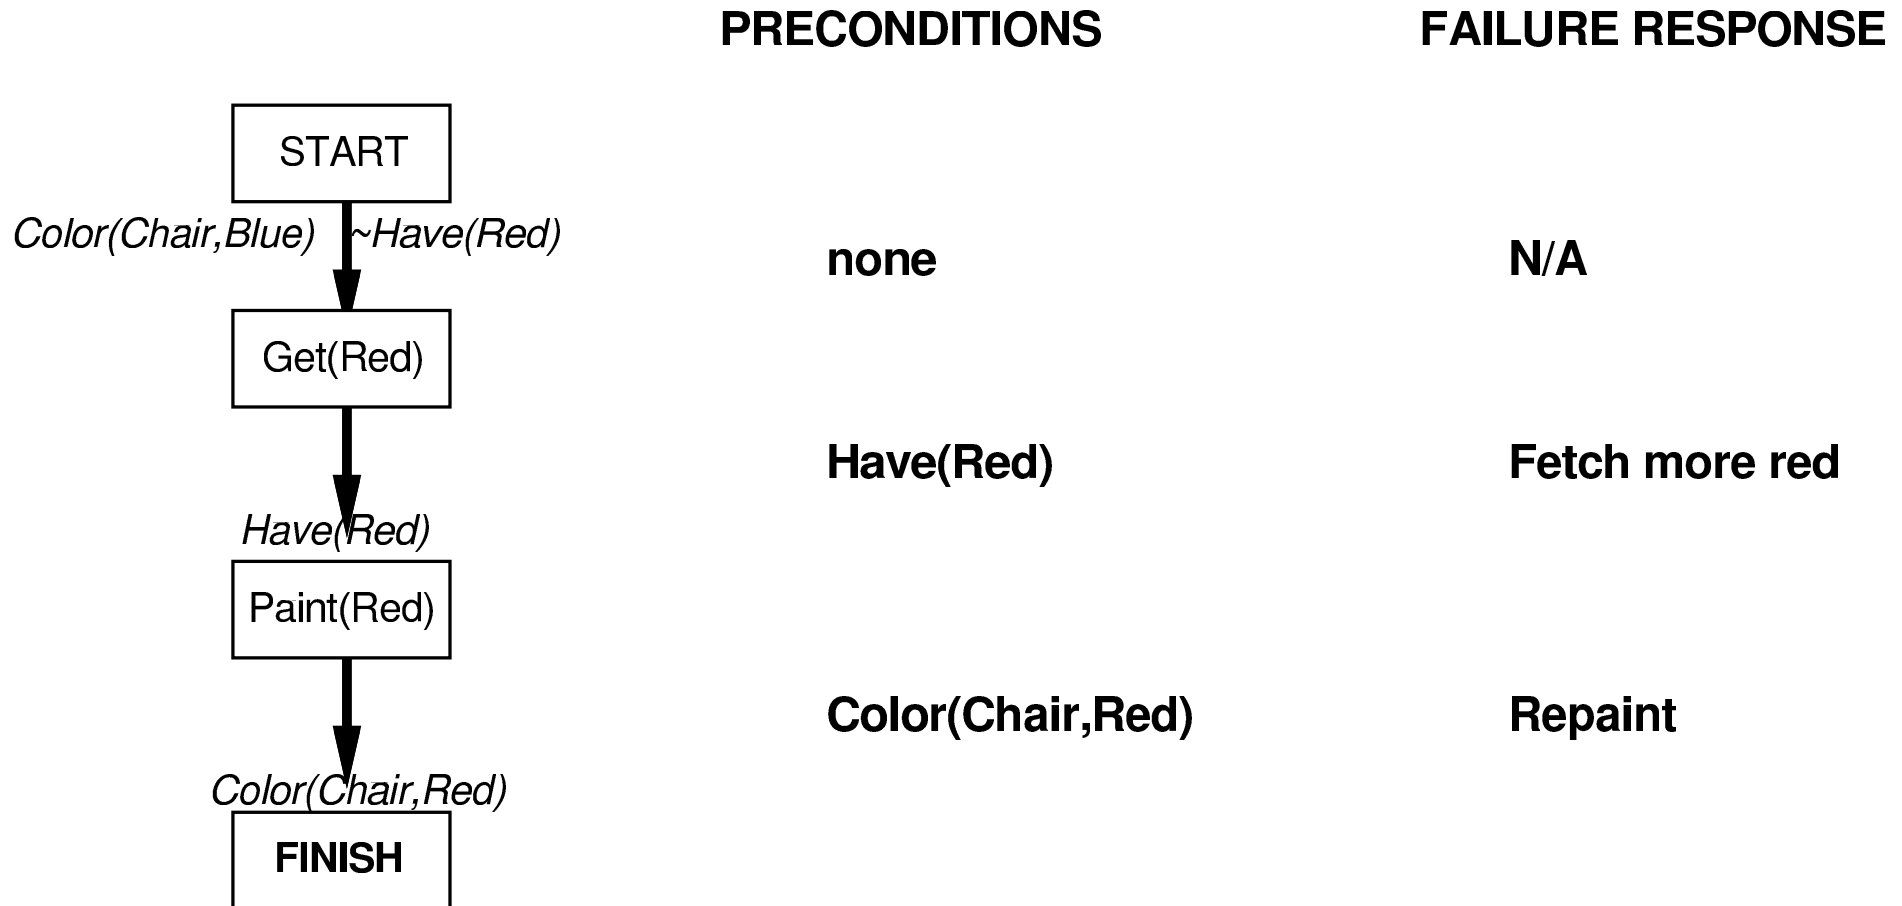 PRECONDITIONS FAILURE RESPONSE
START
Color(Chair,Blue) ~Have(Red)
none N/A
Get(Red)
Have(Red) Fetch more red
Have(Red)
Paint(Red)
Color(Chair,Red) Repaint
Color(Chair,Red)
FINISH